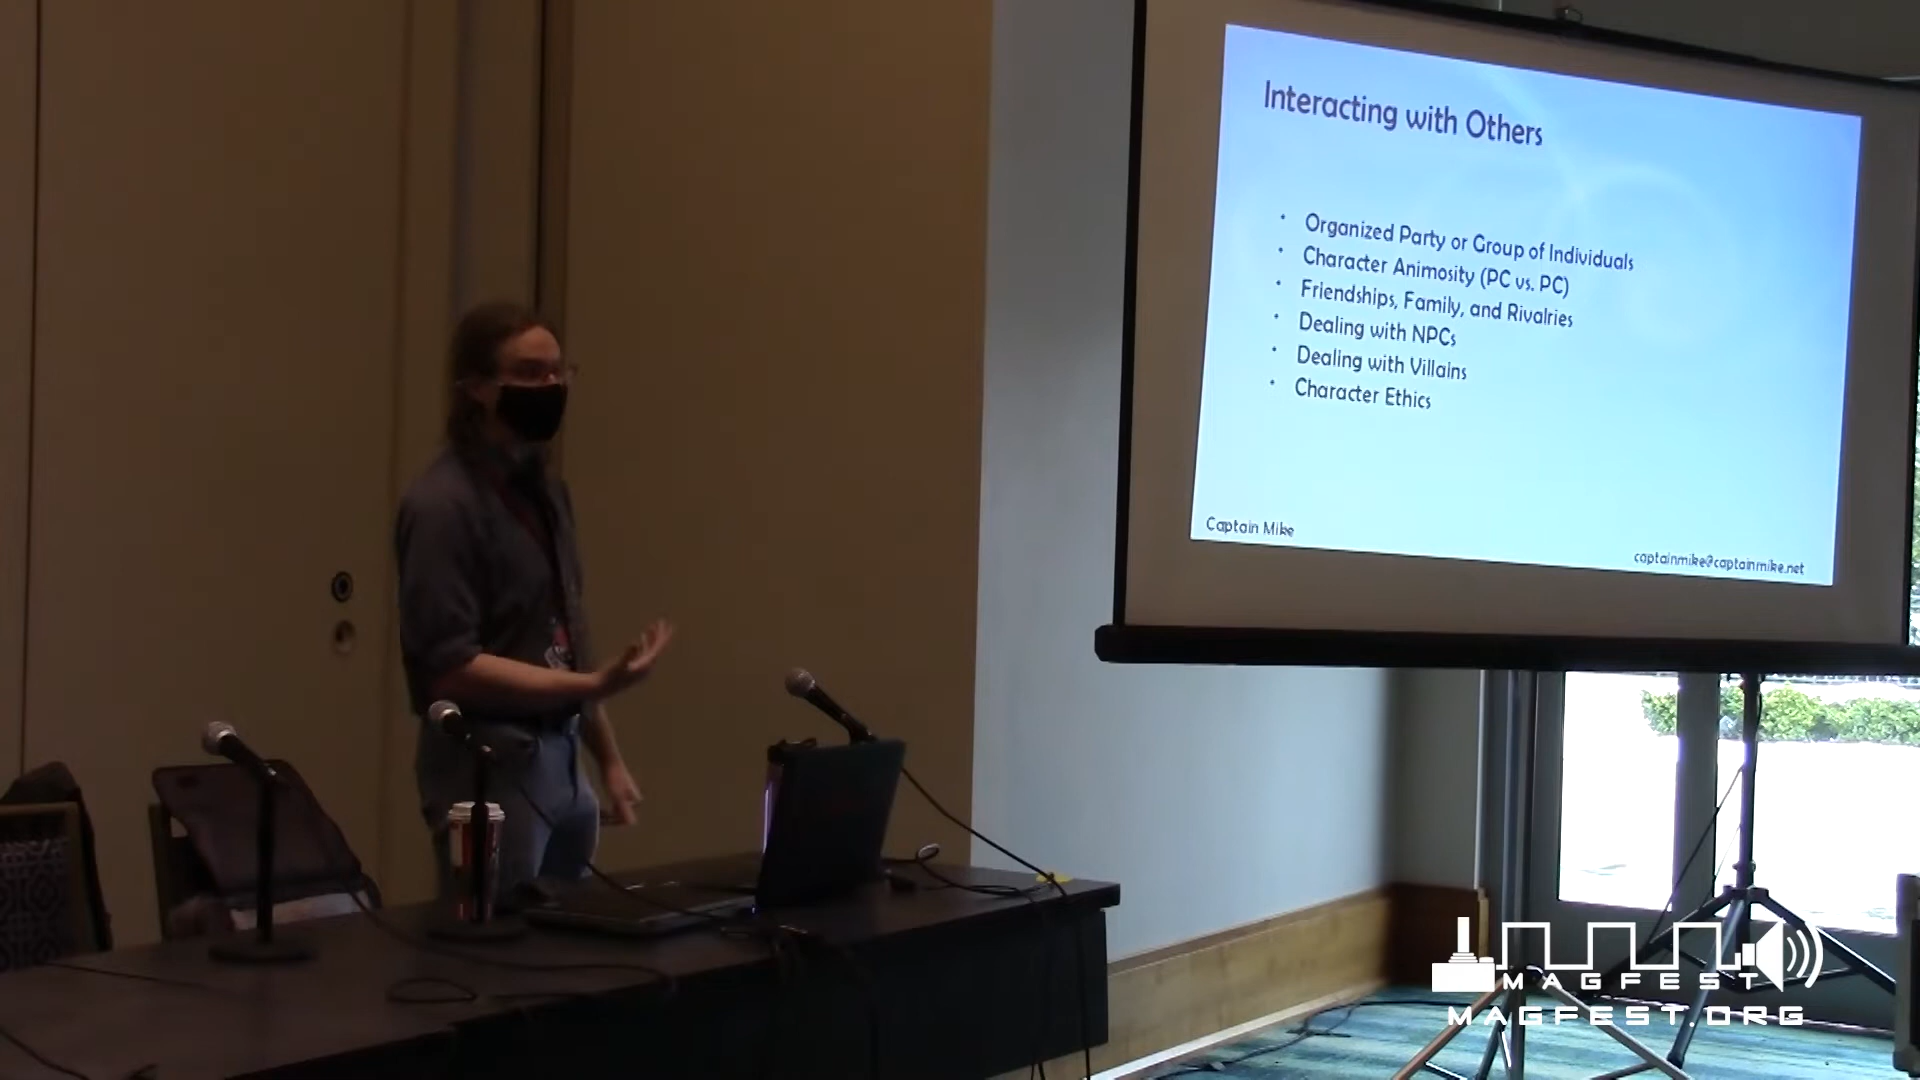 Interacting with Others
• Organized Party or Group of Individuals
• Character Animosity (PC vs. PC)
• Friendships, Family, and Rivalries
• Dealing with NPCs
• Dealing with Villains
• Character Ethics
Captain Mike
captainmike@captainmike.net
MAGFEST
MAGFEST.ORG